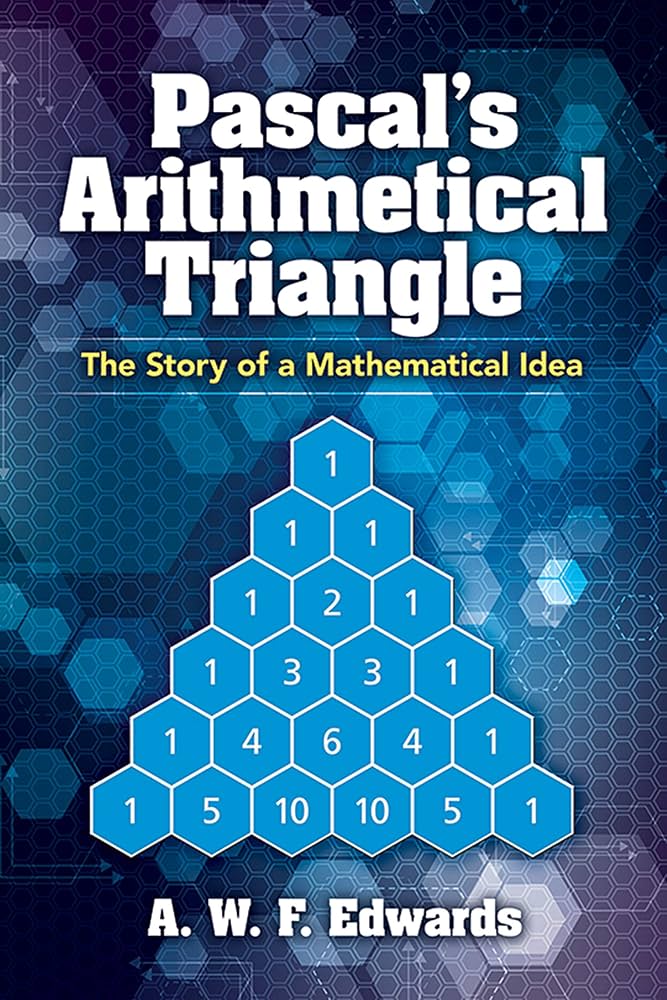 Pascal's
Arithmetical
Triangle
The Story of a Mathematical Idea
1
1 1
1 2 1
1 3 3 1
1 4 6 4 1
1 5 10 10 5 1
A. W. F. Edwards